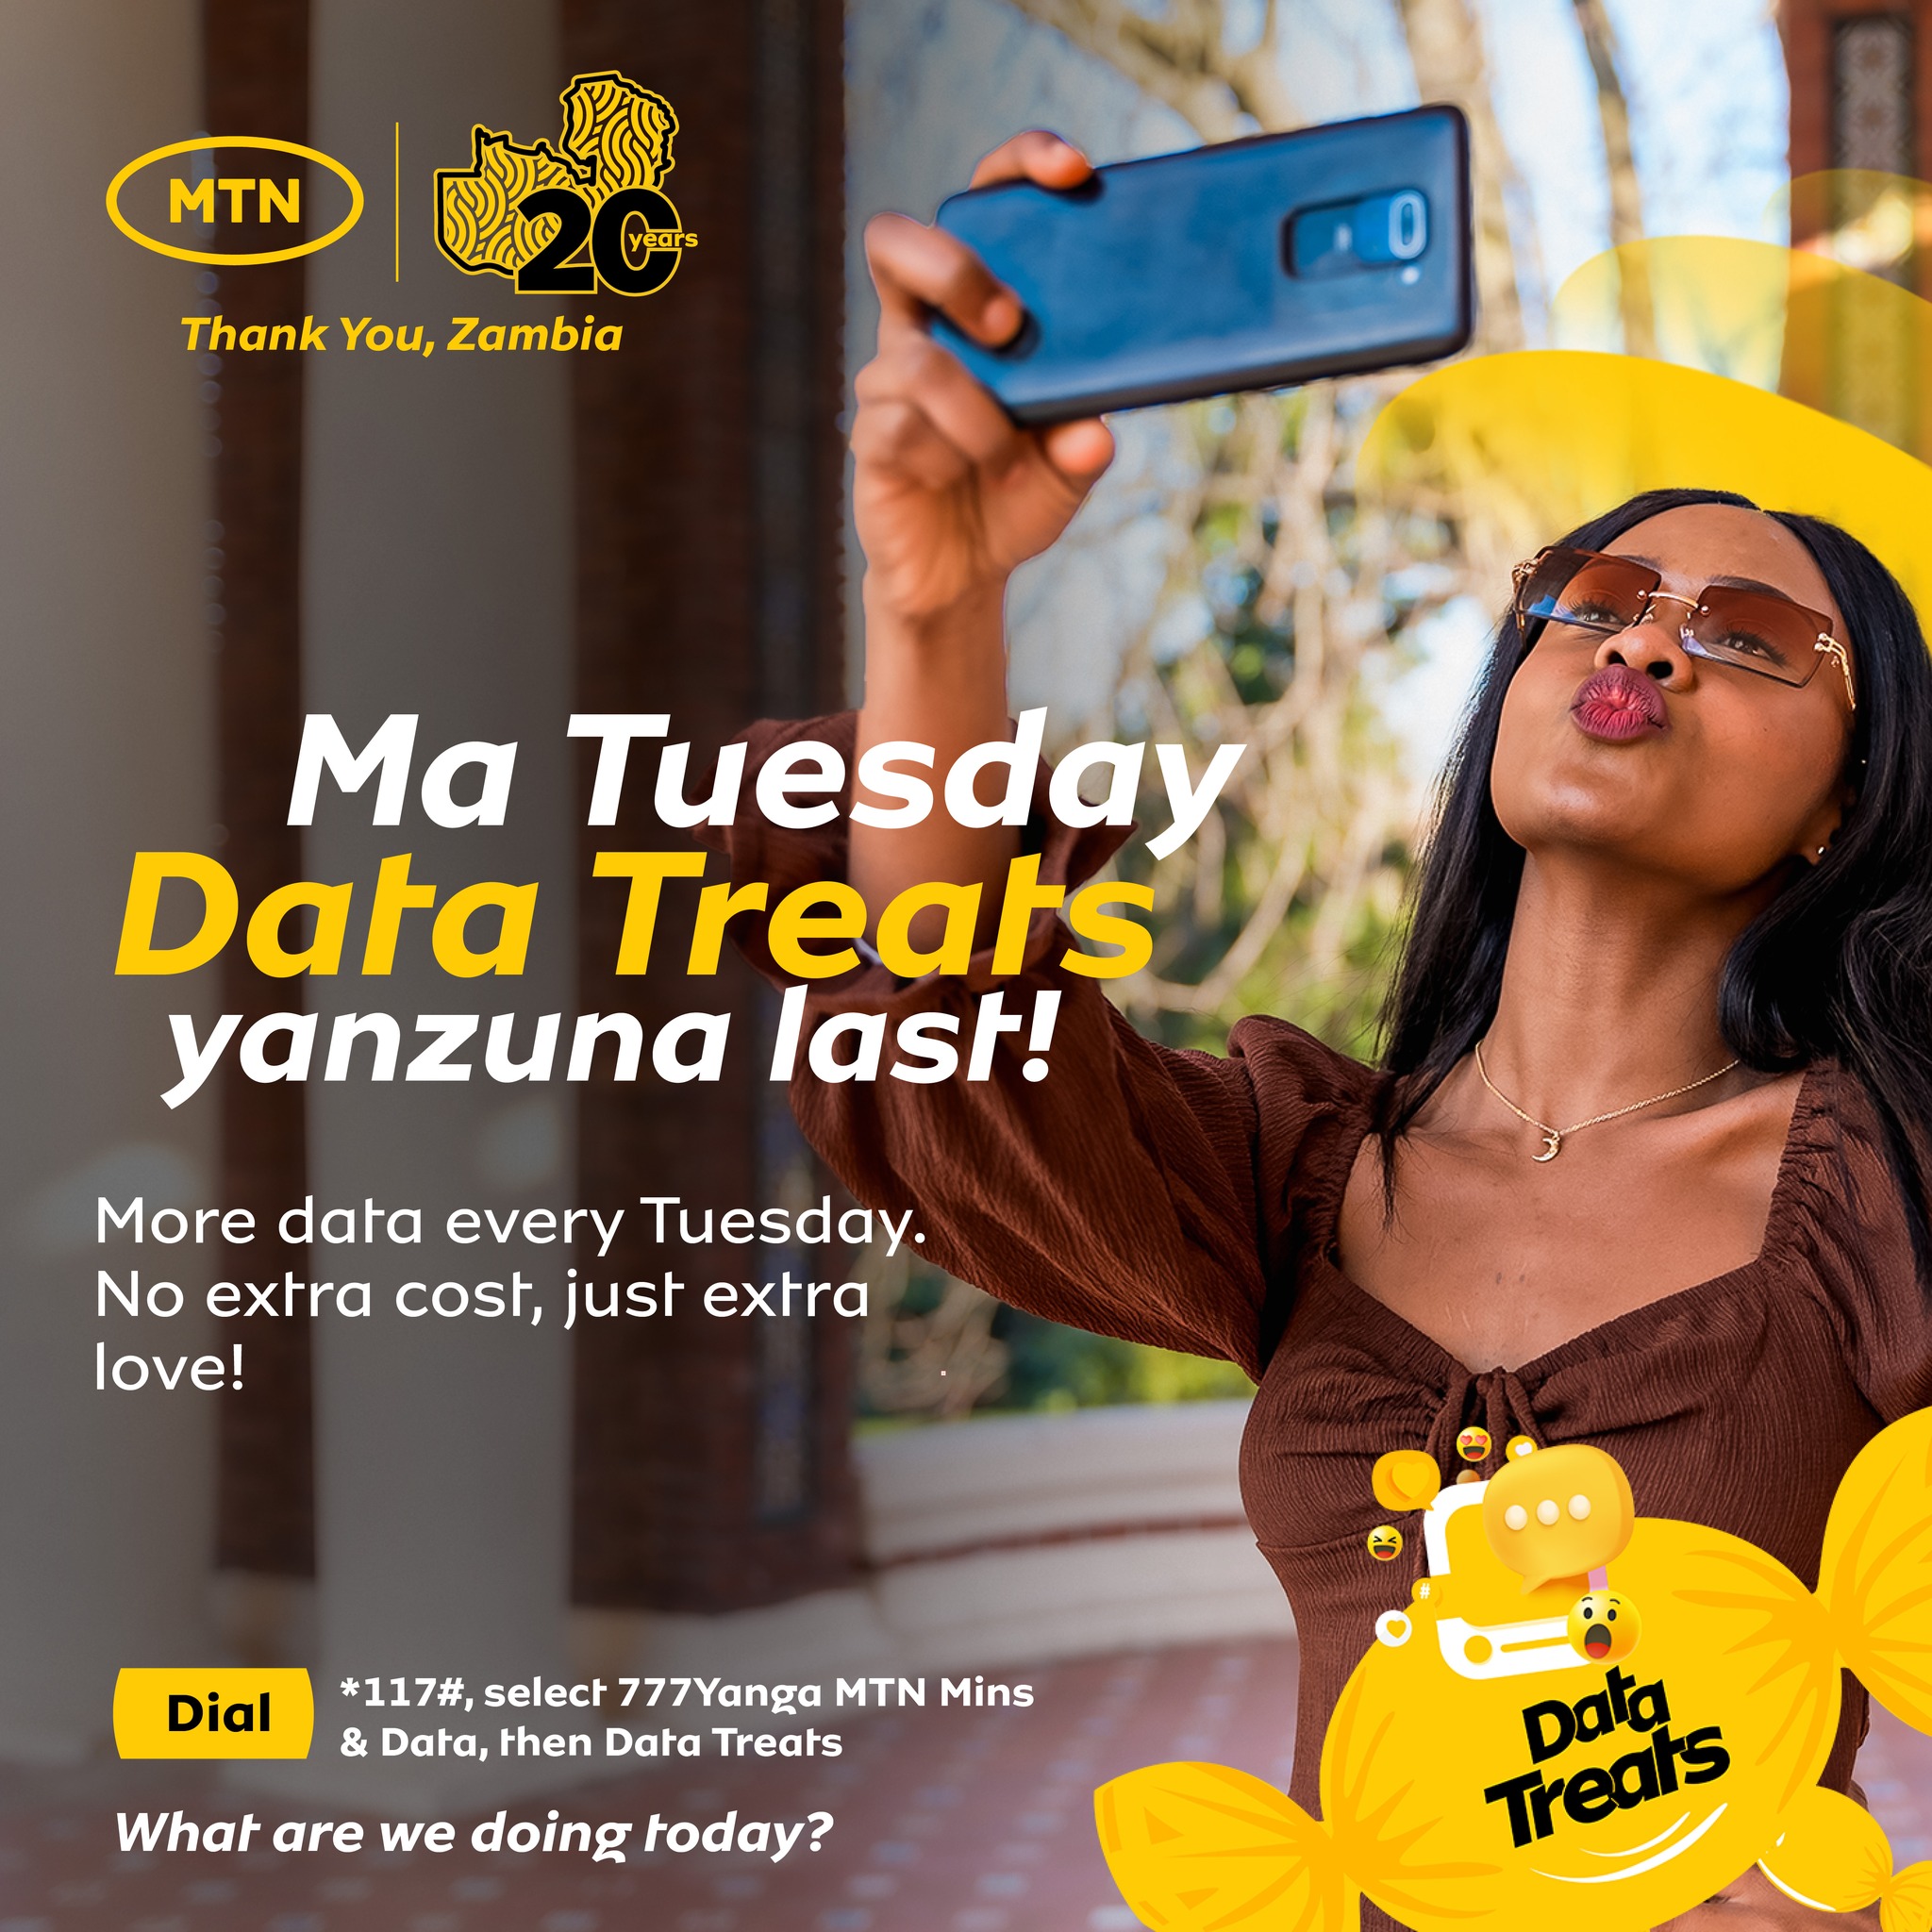 MTN
20
years
Thank You, Zambia
Ma Tuesday
Data Treats
yanzuna last!
More data every Tuesday.
No extra cost, just extra
love!
Dial
*117#, select 777Yanga MTN Mins
& Data, then Data Treats
What are we doing today?
#
Data
Treats